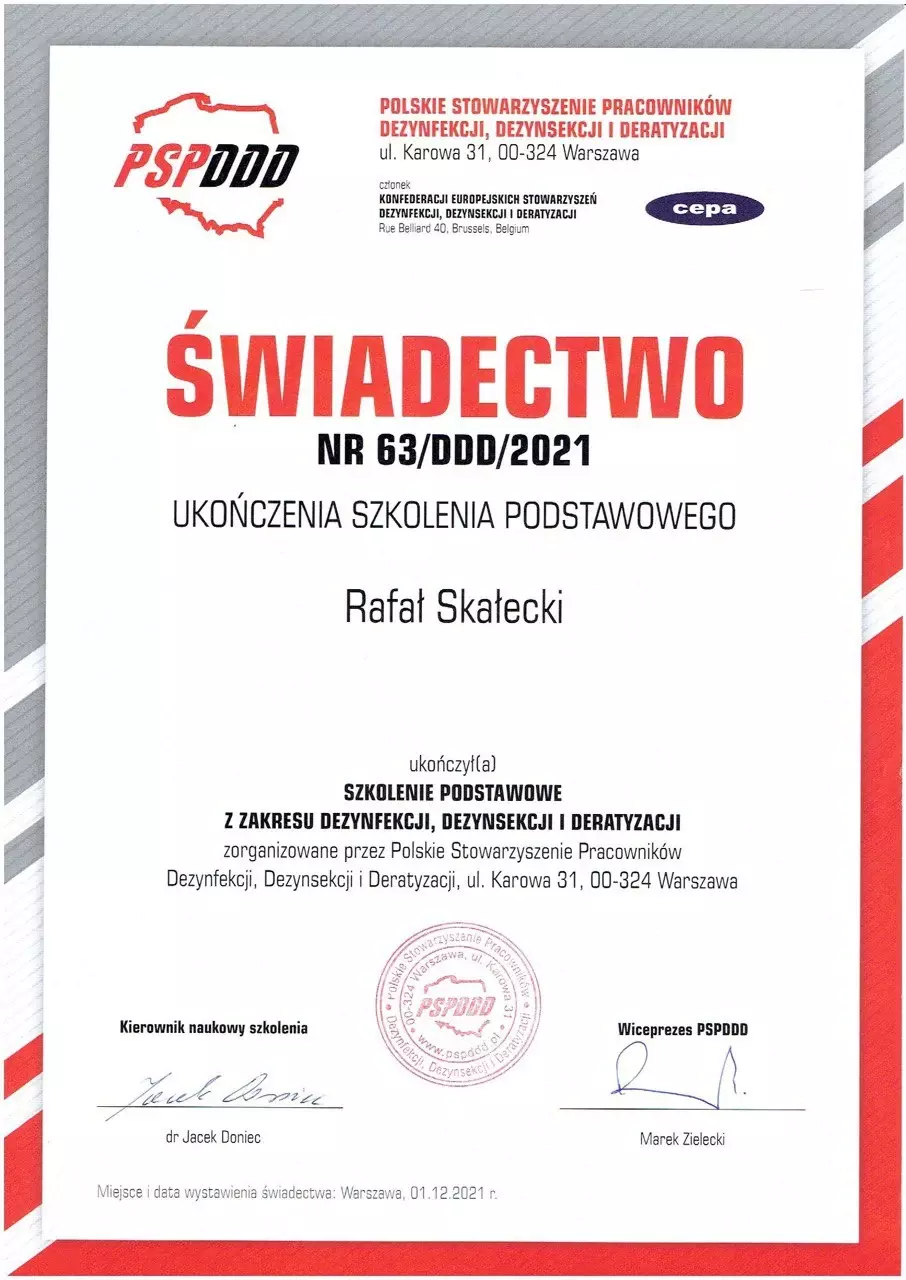 PSPDDD
POLSKIE STOWARZYSZENIE PRACOWNIKÓW
DEZYNFEKCJI, DEZYNSEKCJI I DERATYZACJI
ul. Karowa 31, 00-324 Warszawa
członek
KONFEDERACJI EUROPEJSKICH STOWARZYSZEŃ
DEZYNFEKCJI, DEZYNSEKCJI I DERATYZACJI
Rue Belliard 40, Brussels, Belgium
cepa
ŚWIADECTWO
NR 63/DDD/2021
UKOŃCZENIA SZKOLENIA PODSTAWOWEGO
Rafał Skałecki
ukończył(a)
SZKOLENIE PODSTAWOWE
Z ZAKRESU DEZYNFEKCJI, DEZYNSEKCJI I DERATYZACJI
zorganizowane przez Polskie Stowarzyszenie Pracowników
Dezynfekcji, Dezynsekcji i Deratyzacji, ul. Karowa 31, 00-324 Warszawa
Polskie Stowarzyszenie Pracowników
Dezynfekcji, Dezynsekcji i Deratyzacji
00-324 Warszawa, ul. Karowa 31
PSPDDD
www.pspddd.pl
Kierownik naukowy szkolenia
Wiceprezes PSPDDD
Jacek Doniec
dr Jacek Doniec
Marek Zielecki
Miejsce i data wystawienia świadectwa: Warszawa, 01.12.2021 r.